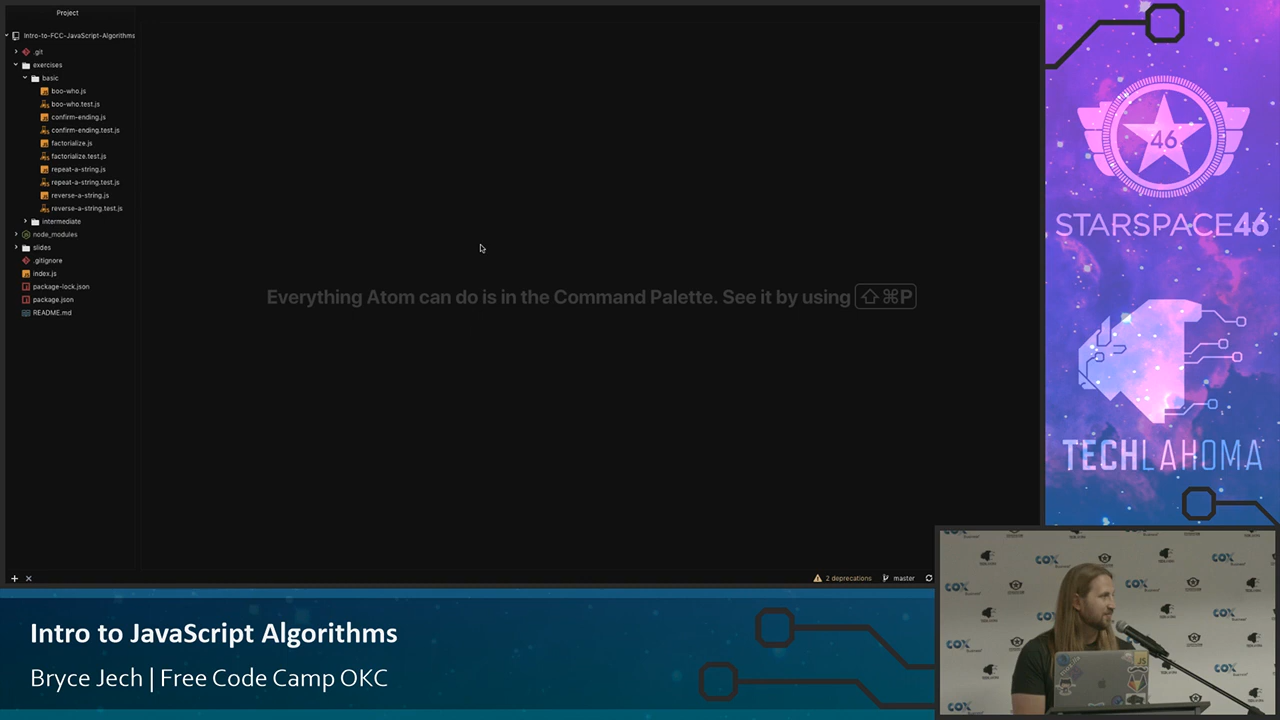 Project
Intro-to-FCC-JavaScript-Algorithms
.git
exercises
basic
boo-who.js
boo-who.test.js
confirm-ending.js
confirm-ending.test.js
factorialize.js
factorialize.test.js
repeat-a-string.js
repeat-a-string.test.js
reverse-a-string.js
reverse-a-string.test.js
intermediate
node_modules
slides
.gitignore
index.js
package-lock.json
package.json
README.md
Everything Atom can do is in the Command Palette. See it by using ⇧⌘P
2 deprecations
master
46
STARSPACE46
TECHLAHOMA
COX
JS
Intro to JavaScript Algorithms
Bryce Jech | Free Code Camp OKC